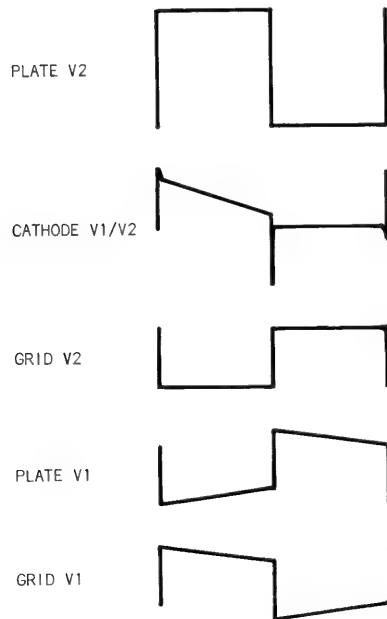 PLATE V2
CATHODE V1/V2
GRID V2
PLATE V1
GRID V1